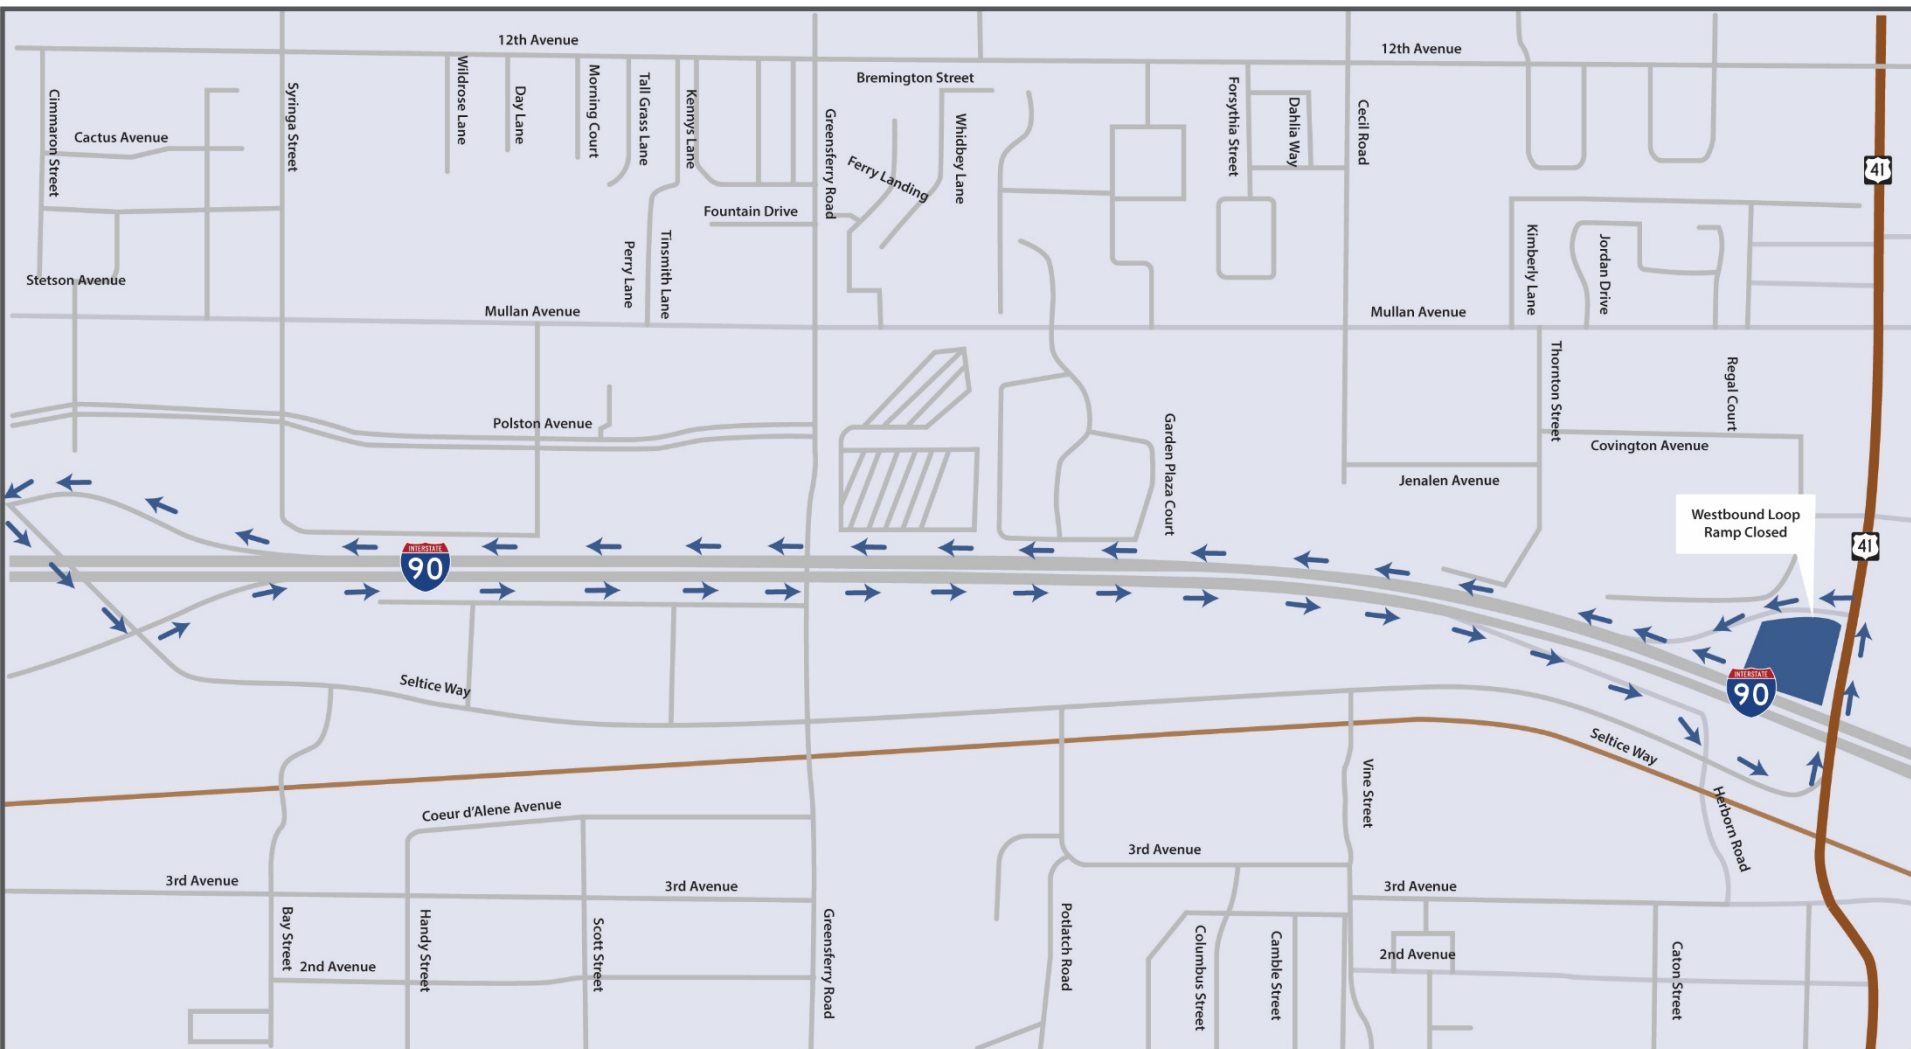 12th Avenue
12th Avenue
Bremington Street
Cimmaron Street
Cactus Avenue
Syringa Street
Wildrose Lane
Day Lane
Morning Court
Tall Grass Lane
Kennys Lane
Greensferry Road
Ferry Landing
Whidbey Lane
Forsythia Street
Dahlia Way
Cecil Road
41
Fountain Drive
Perry Lane
Tinsmith Lane
Kimberly Lane
Jordan Drive
Stetson Avenue
Mullan Avenue
Mullan Avenue
Thornton Street
Regal Court
Polston Avenue
Garden Plaza Court
Covington Avenue
Jenalen Avenue
Westbound Loop
Ramp Closed
41
INTERSTATE
90
INTERSTATE
90
Seltice Way
Seltice Way
Vine Street
Herborn Road
Coeur d'Alene Avenue
3rd Avenue
3rd Avenue
3rd Avenue
3rd Avenue
Bay Street
Handy Street
Scott Street
Greensferry Road
Potlatch Road
Columbus Street
Camble Street
Caton Street
2nd Avenue
2nd Avenue